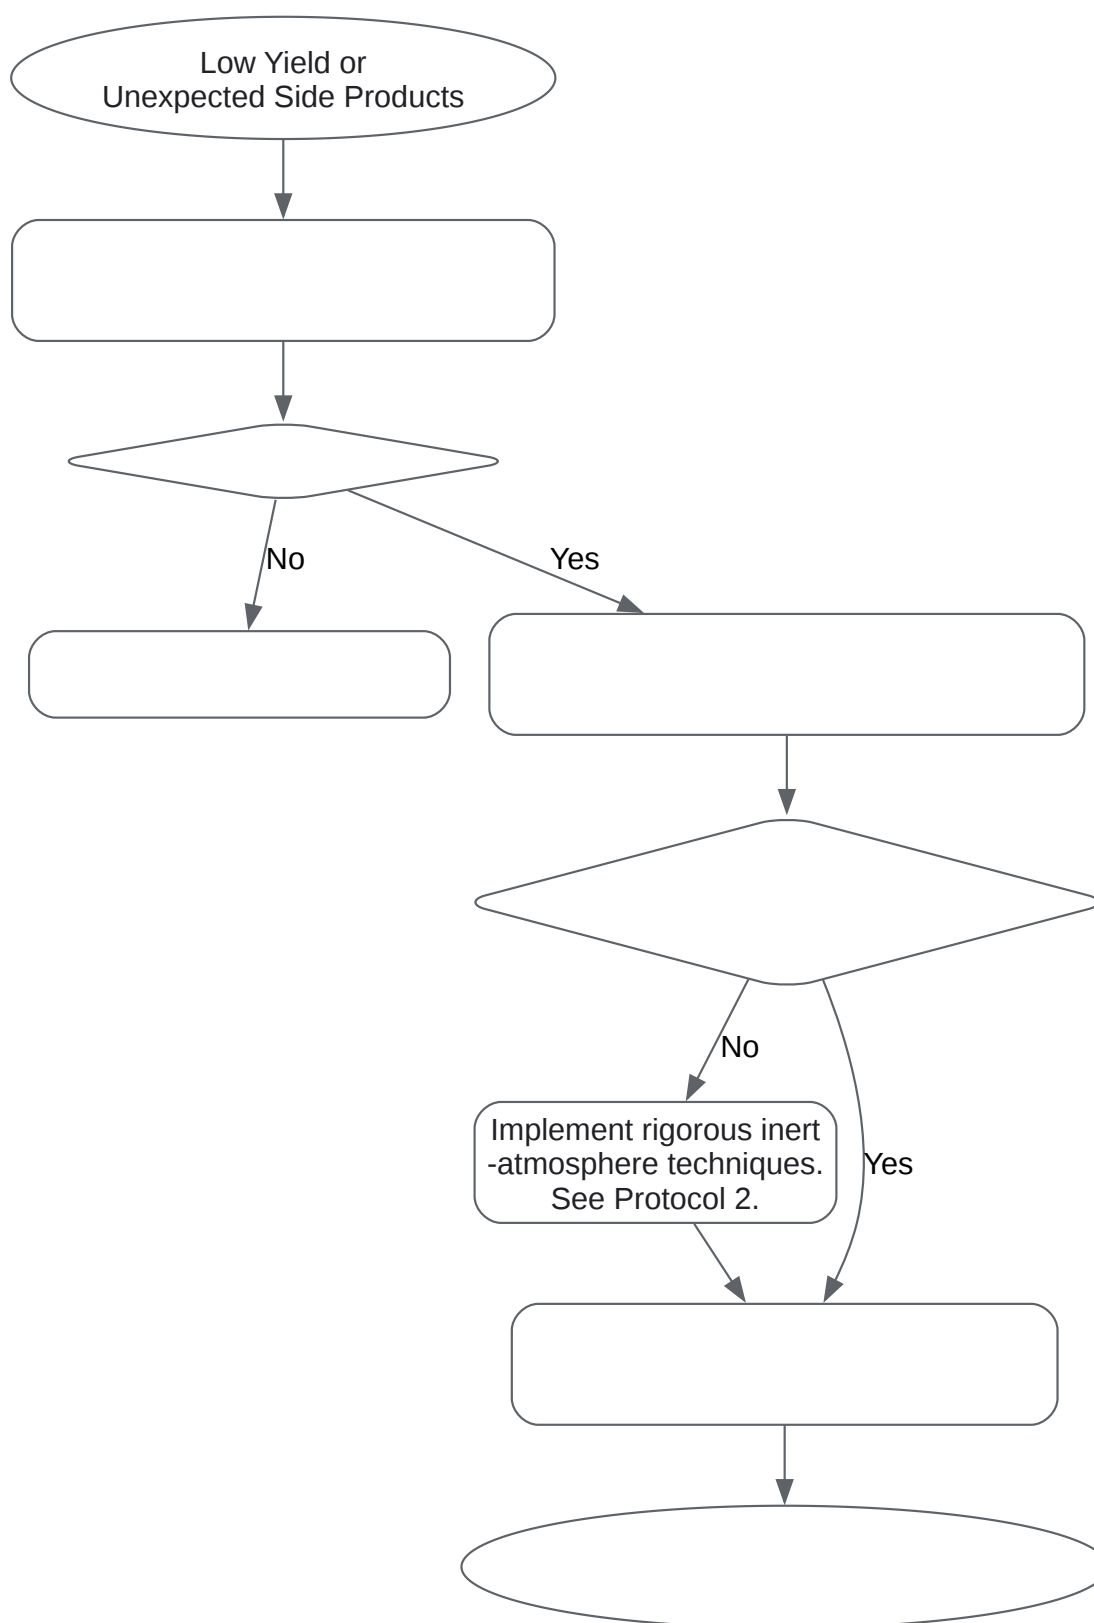 Low Yield or
Unexpected Side Products
No
Yes
No
Implement rigorous inert
-atmosphere techniques.
See Protocol 2.
Yes